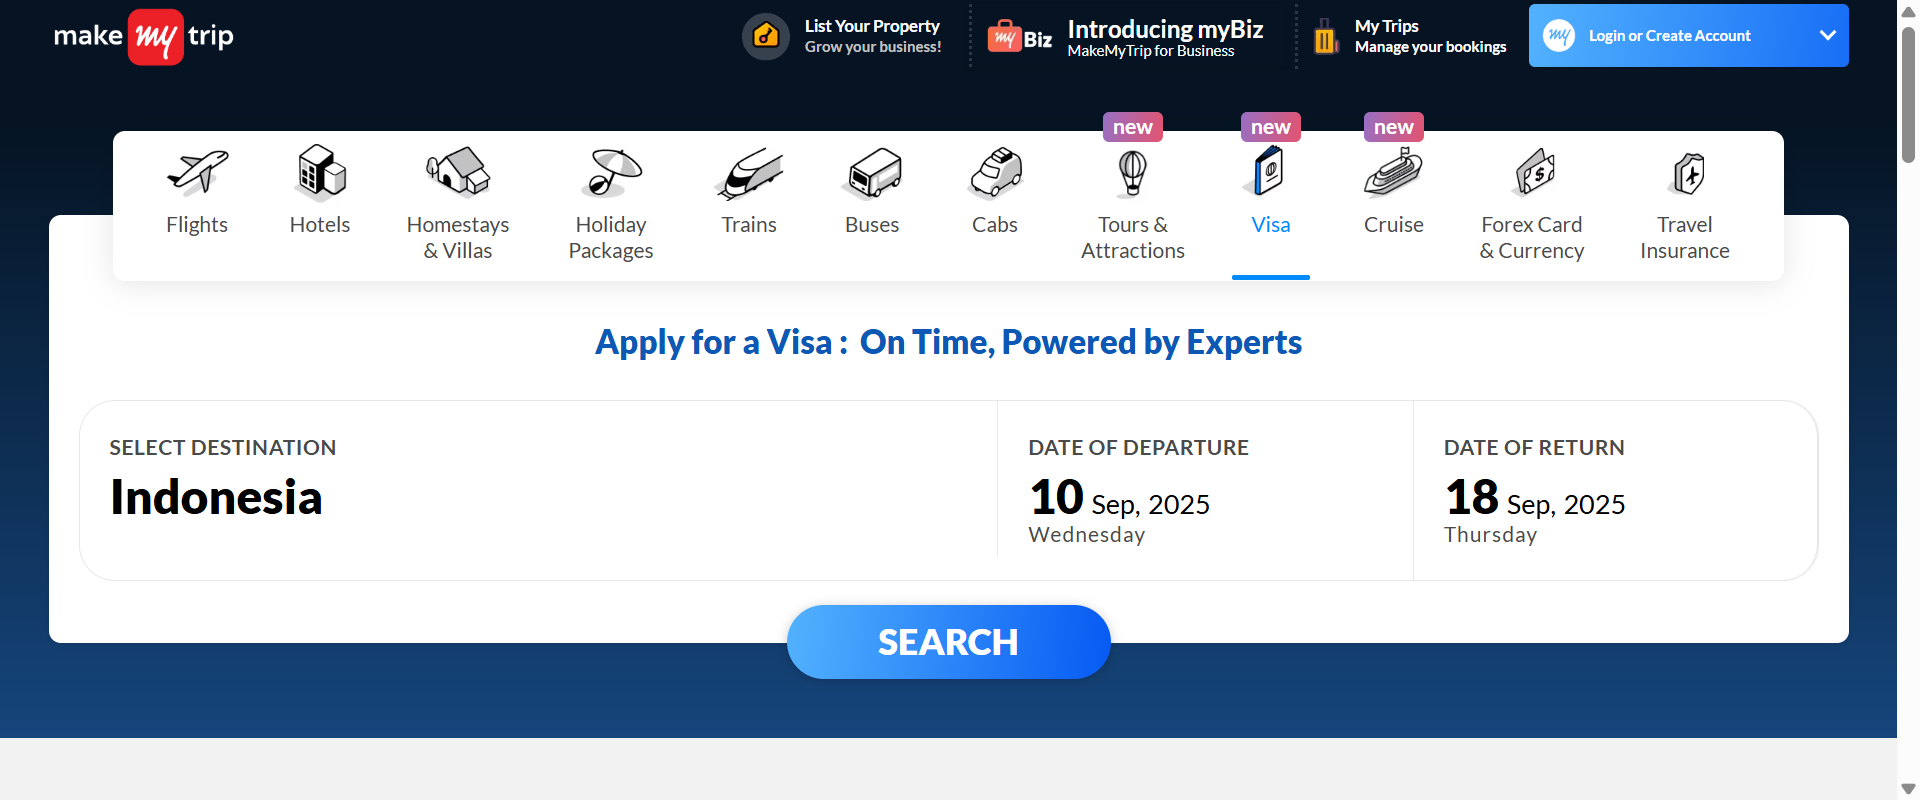 make my trip
List Your Property
Grow your business!
my Biz
Introducing myBiz
MakeMyTrip for Business
My Trips
Manage your bookings
my
Login or Create Account
new
new
new
Flights
Hotels
Homestays
& Villas
Holiday
Packages
Trains
Buses
Cabs
Tours &
Attractions
Visa
Cruise
$
Forex Card
& Currency
Travel
Insurance
Apply for a Visa : On Time, Powered by Experts
SELECT DESTINATION
Indonesia
DATE OF DEPARTURE
10 Sep, 2025
Wednesday
DATE OF RETURN
18 Sep, 2025
Thursday
SEARCH